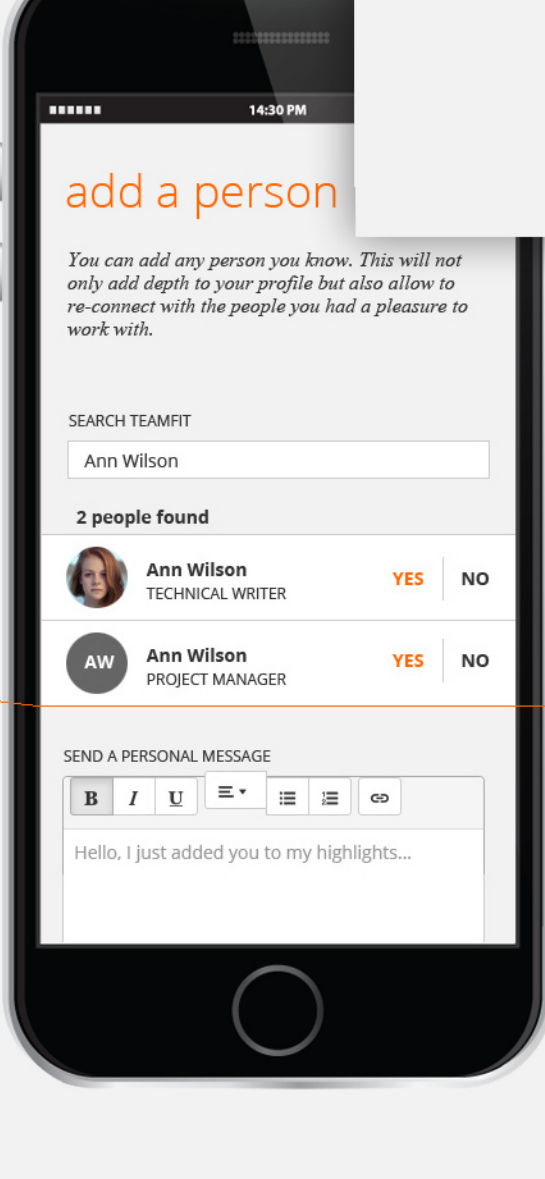 14:30 PM
add a person
You can add any person you know. This will not
only add depth to your profile but also allow to
re-connect with the people you had a pleasure to
work with.
SEARCH TEAMFIT
Ann Wilson
2 people found
Ann Wilson
TECHNICAL WRITER
YES
NO
AW
Ann Wilson
PROJECT MANAGER
YES
NO
SEND A PERSONAL MESSAGE
B I U
Hello, I just added you to my highlights...